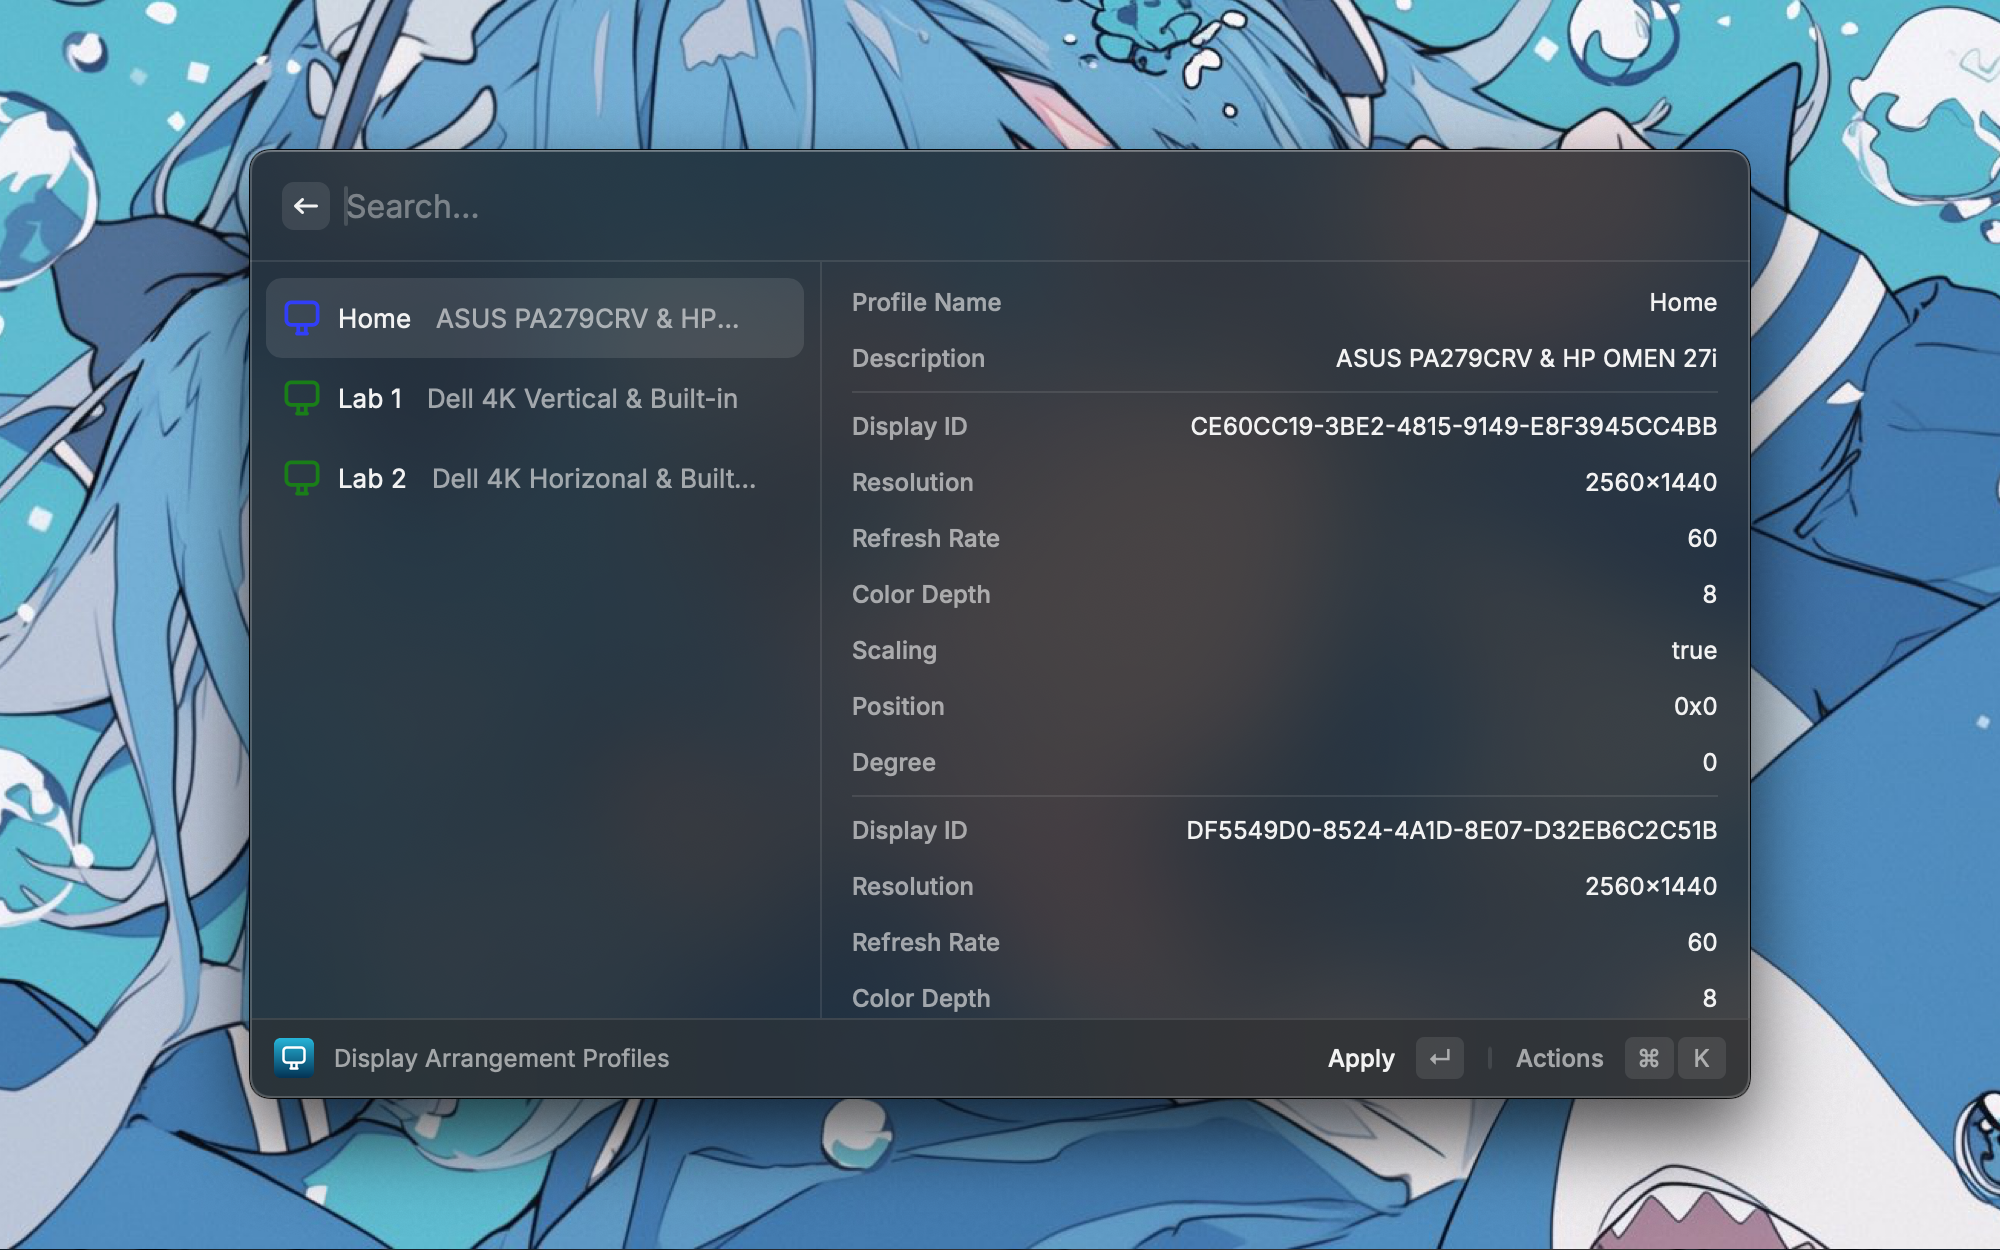 Search...
Home ASUS PA279CRV & HP...
Lab 1 Dell 4K Vertical & Built-in
Lab 2 Dell 4K Horizonal & Built...
Profile Name Home
Description ASUS PA279CRV & HP OMEN 27i
Display ID CE60CC19-3BE2-4815-9149-E8F3945CC4BB
Resolution 2560×1440
Refresh Rate 60
Color Depth 8
Scaling true
Position 0x0
Degree 0
Display ID DF5549D0-8524-4A1D-8E07-D32EB6C2C51B
Resolution 2560×1440
Refresh Rate 60
Color Depth 8
Display Arrangement Profiles Apply ↵ Actions ⌘ K